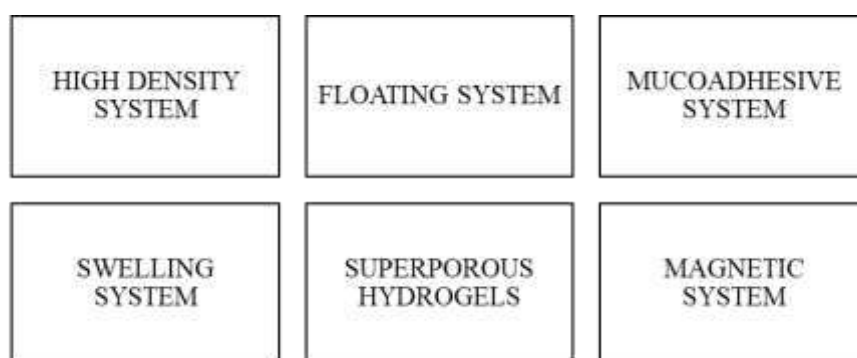 HIGH DENSITY
SYSTEM
FLOATING SYSTEM
MUCOADHESIVE
SYSTEM
SWELLING
SYSTEM
SUPERPOROUS
HYDROGELS
MAGNETIC
SYSTEM